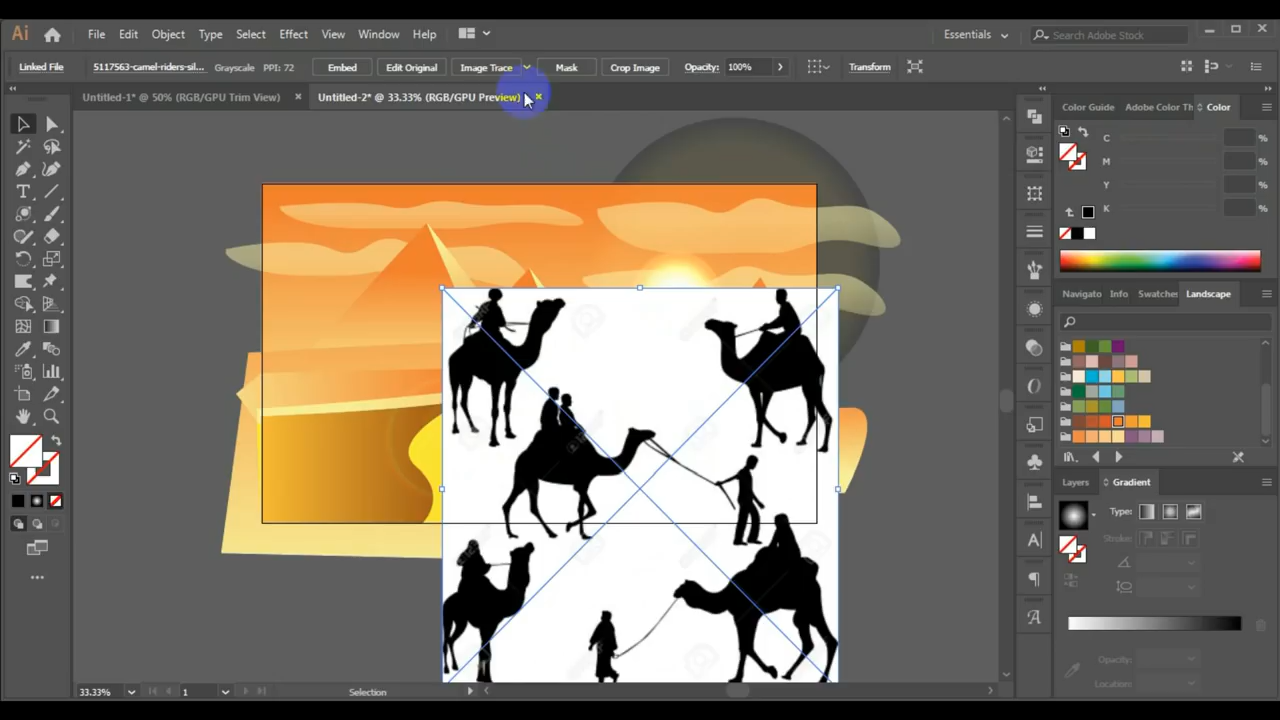 Ai File Edit Object Type Select Effect View Window Help Essentials Search Adobe Stock
Linked File 5117563-camel-riders-sil... Grayscale PPI: 72 Embed Edit Original Image Trace Mask Crop Image Opacity: 100% Transform
Untitled-1* @ 50% (RGB/GPU Trim View) × Untitled-2* @ 33.33% (RGB/GPU Preview) ×
Color Guide Adobe Color Th Color
C %
M %
Y %
K %
Navigato Info Swatches Landscape
Layers Gradient
Type:
Stroke:
Opacity:
Location:
33.33% 1 Selection